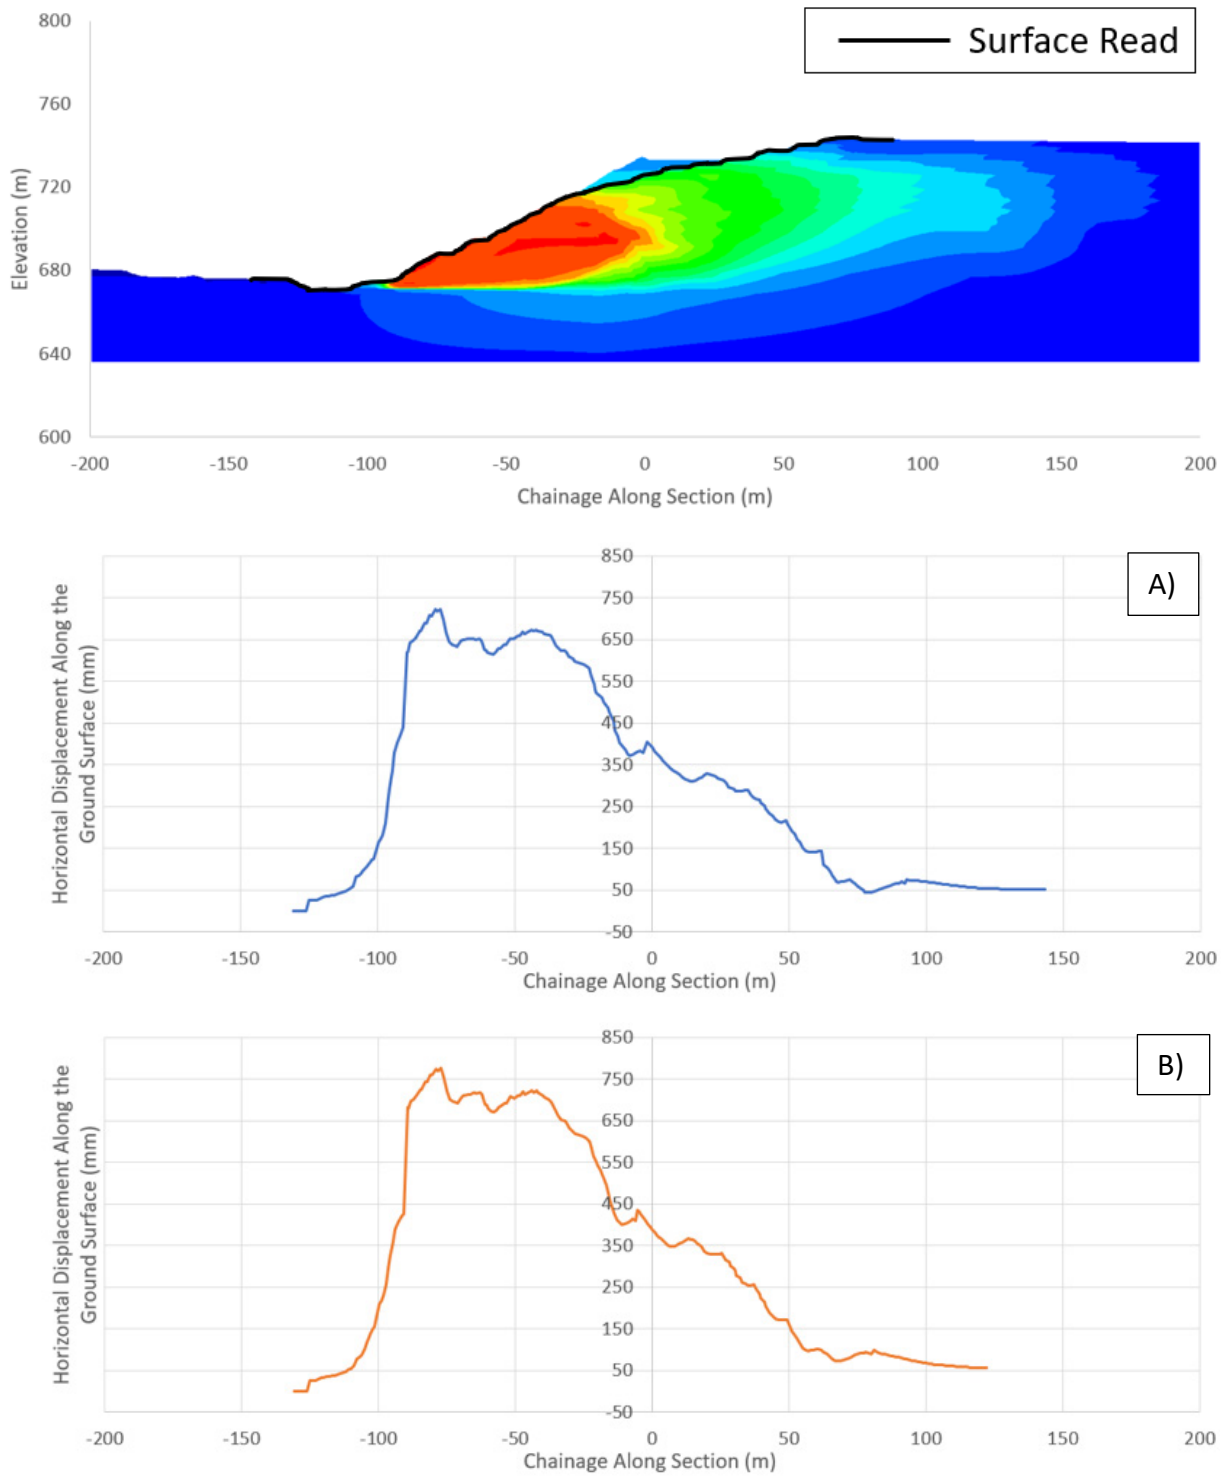 800
Surface Read
760
720
680
640
600
Elevation (m)
-200 -150 -100 -50 0 50 100 150 200
Chainage Along Section (m)
A)
850
750
650
550
450
350
250
150
50
-50
Horizontal Displacement Along the
Ground Surface (mm)
-200 -150 -100 -50 0 50 100 150 200
Chainage Along Section (m)
B)
850
750
650
550
450
350
250
150
50
-50
Horizontal Displacement Along the
Ground Surface (mm)
-200 -150 -100 -50 0 50 100 150 200
Chainage Along Section (m)